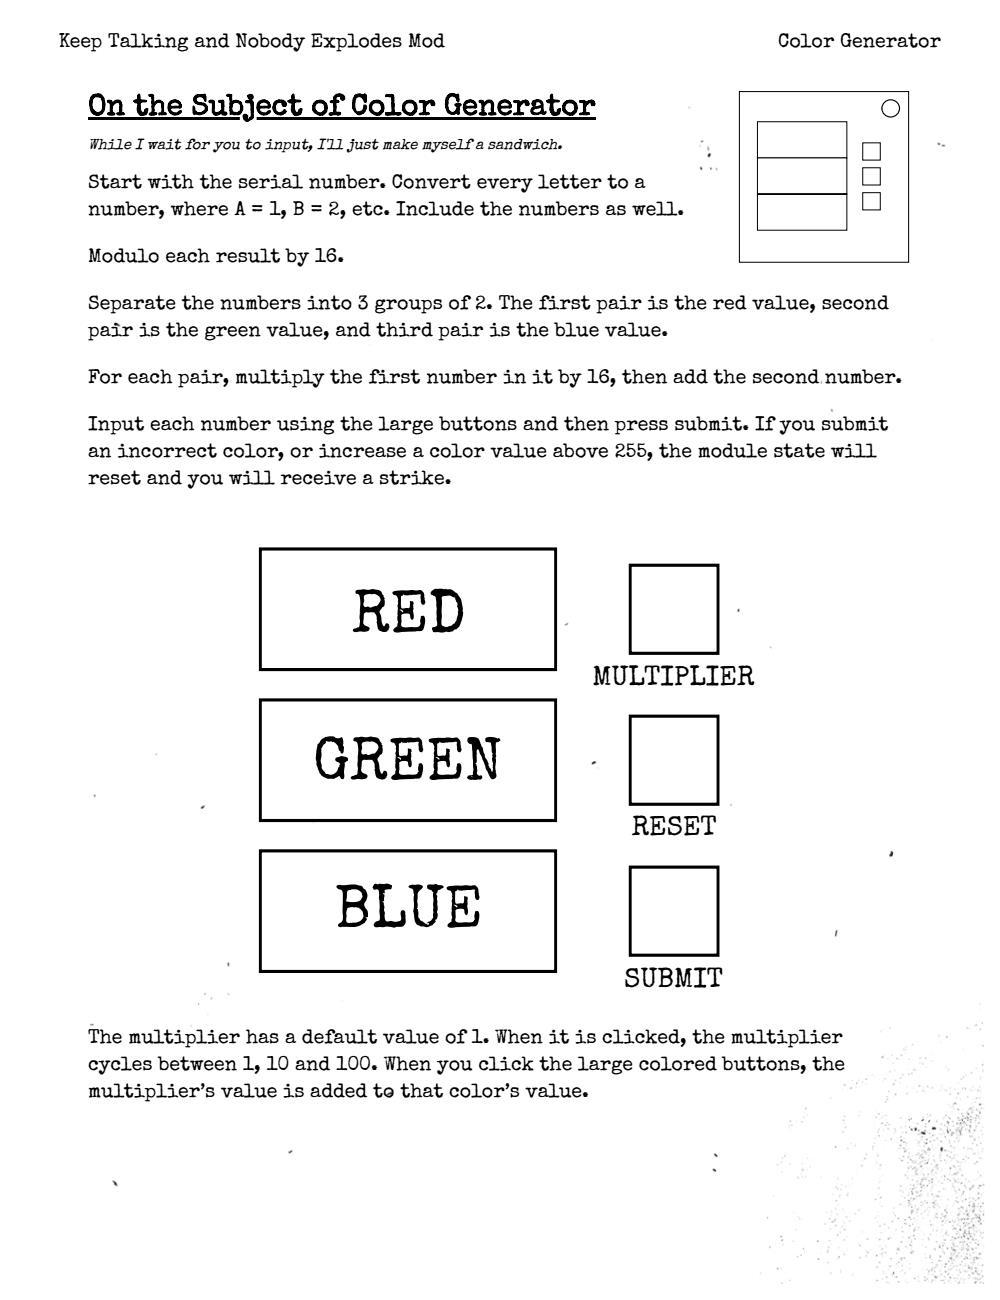 Keep Talking and Nobody Explodes Mod
Color Generator
On the Subject of Color Generator
While I wait for you to input, I'll just make myself a sandwich.
Start with the serial number. Convert every letter to a
number, where A = 1, B = 2, etc. Include the numbers as well.
Modulo each result by 16.
Separate the numbers into 3 groups of 2. The first pair is the red value, second
pair is the green value, and third pair is the blue value.
For each pair, multiply the first number in it by 16, then add the second number.
Input each number using the large buttons and then press submit. If you submit
an incorrect color, or increase a color value above 255, the module state will
reset and you will receive a strike.
RED
MULTIPLIER
GREEN
RESET
BLUE
SUBMIT
The multiplier has a default value of 1. When it is clicked, the multiplier
cycles between 1, 10 and 100. When you click the large colored buttons, the
multiplier's value is added to that color's value.